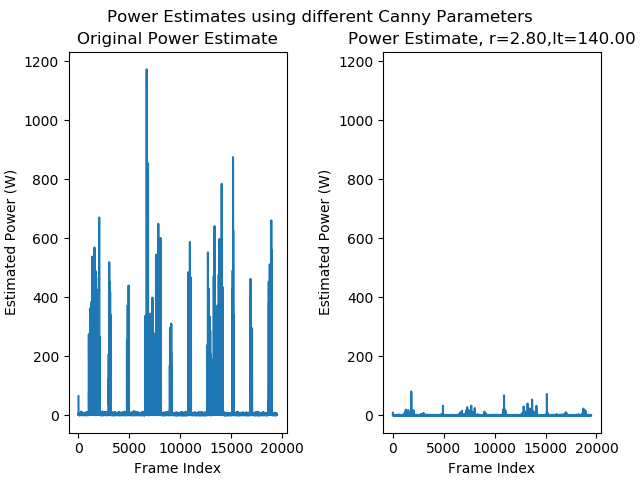 Power Estimates using different Canny Parameters
Original Power Estimate
1200
1000
800
600
400
200
0
Estimated Power (W)
0 5000 10000 15000 20000
Frame Index
Power Estimate, r=2.80,lt=140.00
1200
1000
800
600
400
200
0
Estimated Power (W)
0 5000 10000 15000 20000
Frame Index